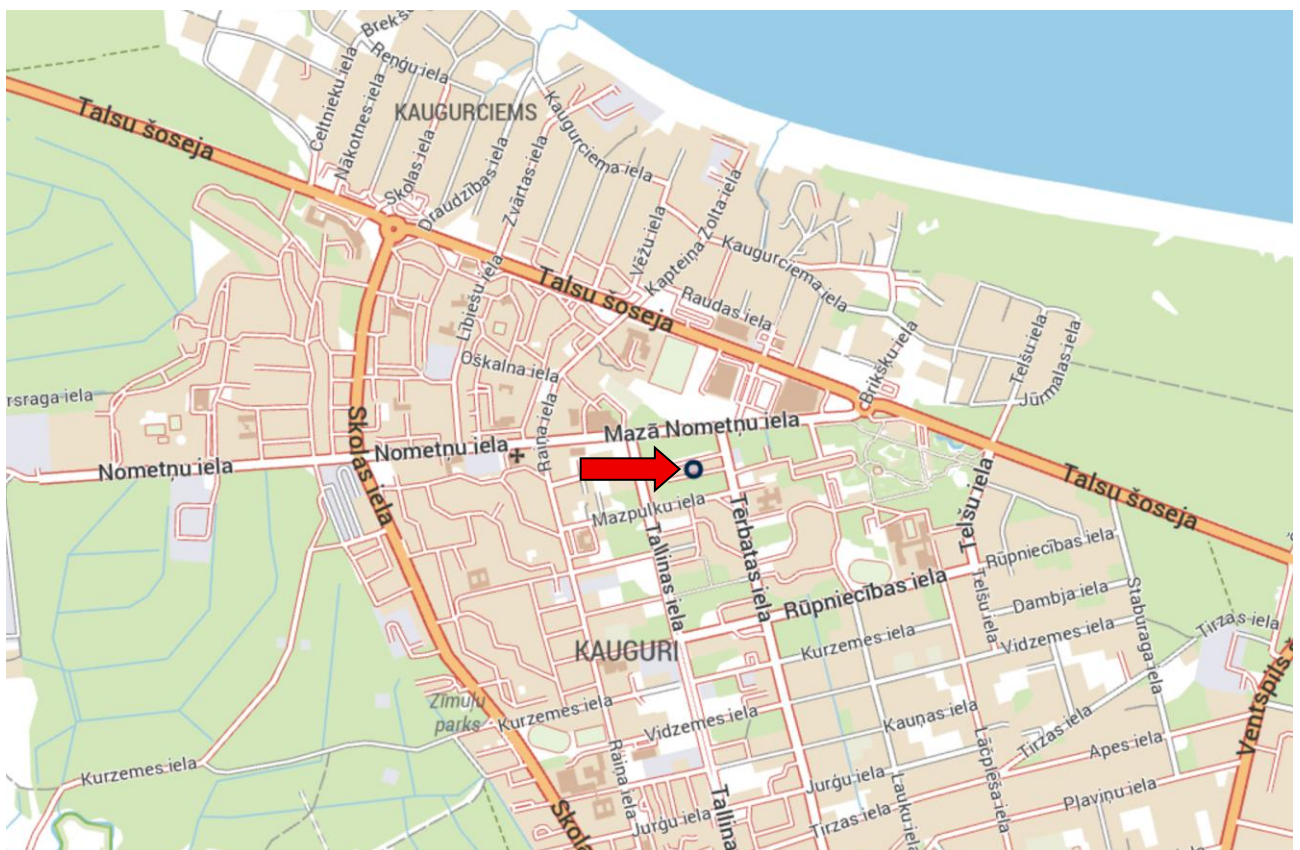 Brekšu
Reņģu iela
Celtnieku iela
Nākotnes iela
KAUGURCIEMS
Talsu šoseja
Skolas iela
Draudzības iela
Zvārtas iela
Kaugurciema iela
Vēžu iela
Kapteiņa Zolta iela
Kaugurciema iela
Lībiešu iela
Talsu šoseja
Raudas iela
Brikšķu iela
Telšu iela
Jūrmalas iela
Oškalna iela
rsraga iela
Skolas iela
Raiņa iela
Mazā Nometņu iela
Nometņu iela
Nometņu iela
Talsu šoseja
Mazpulku iela
Tallinas iela
Tērbatas iela
Telšu iela
Rūpniecības iela
Rūpniecības iela
Telšu iela
Dambja iela
Staburaga iela
Tirzas iela
KAUGURI
Kurzemes iela
Vidzemes iela
Zīmuļu
parks
Kurzemes iela
Vidzemes iela
Kauņas iela
Lāčplēša iela
Tirzas iela
Apes iela
Ventspils š
Kurzemes iela
Raiņa iela
Jurģu iela
Lauku iela
Pļaviņu iela
Skolas
Jurģu iela
Tallina
Tirzas iela